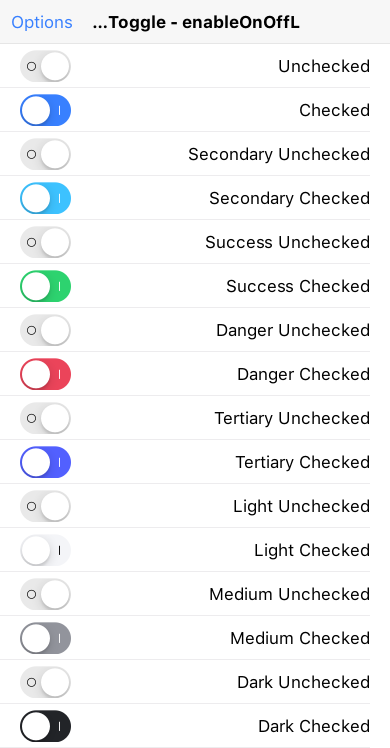 Options
...Toggle - enableOnOffL
Unchecked
Checked
Secondary Unchecked
Secondary Checked
Success Unchecked
Success Checked
Danger Unchecked
Danger Checked
Tertiary Unchecked
Tertiary Checked
Light Unchecked
Light Checked
Medium Unchecked
Medium Checked
Dark Unchecked
Dark Checked